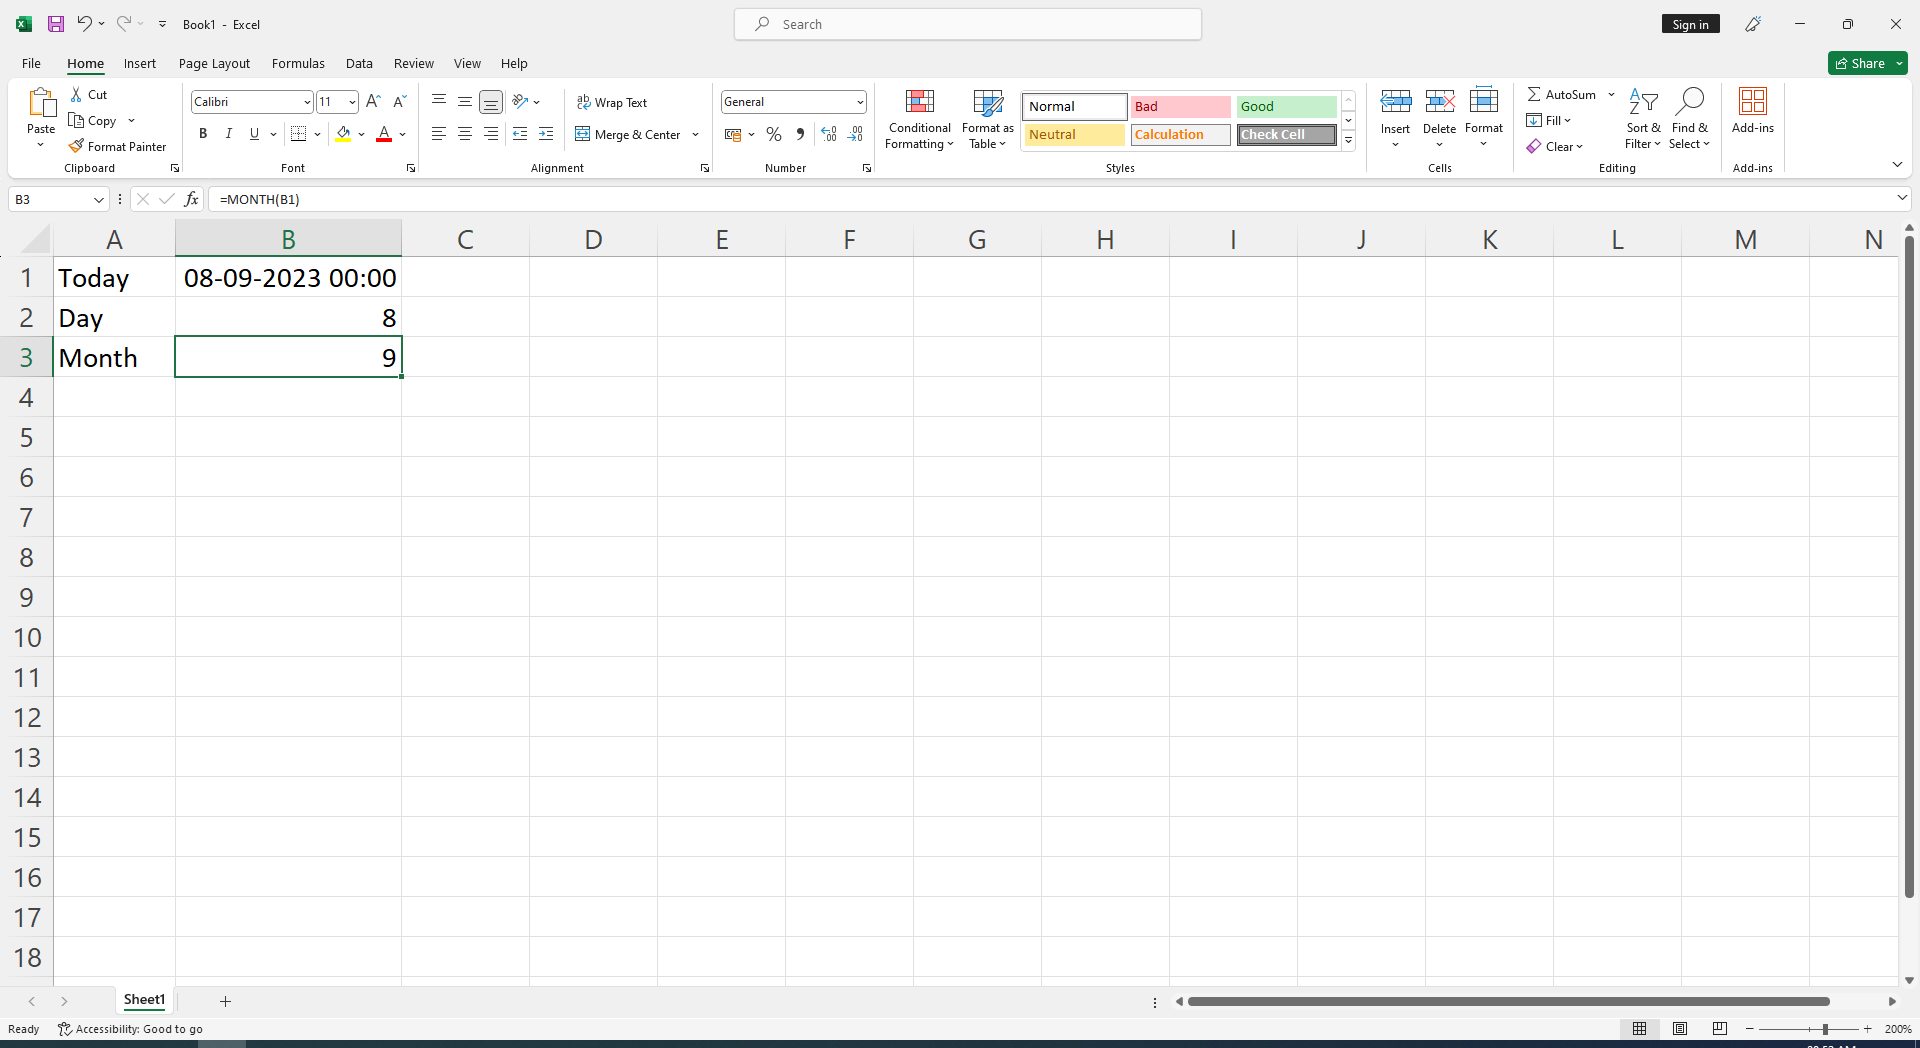 Book1 - Excel
Search
Sign in
File Home Insert Page Layout Formulas Data Review View Help
Share
Paste
Cut
Copy
Format Painter
Clipboard
Calibri 11
B I U
Font
Wrap Text
Merge & Center
Alignment
General
Number
Conditional Formatting
Format as Table
Normal Bad Good
Neutral Calculation Check Cell
Styles
Insert Delete Format
Cells
AutoSum
Fill
Clear
Sort & Filter
Find & Select
Editing
Add-ins
Add-ins
B3
fx
=MONTH(B1)
A B C D E F G H I J K L M N
1 Today 08-09-2023 00:00
2 Day 8
3 Month 9
4
5
6
7
8
9
10
11
12
13
14
15
16
17
18
Sheet1
Ready
Accessibility: Good to go
200%